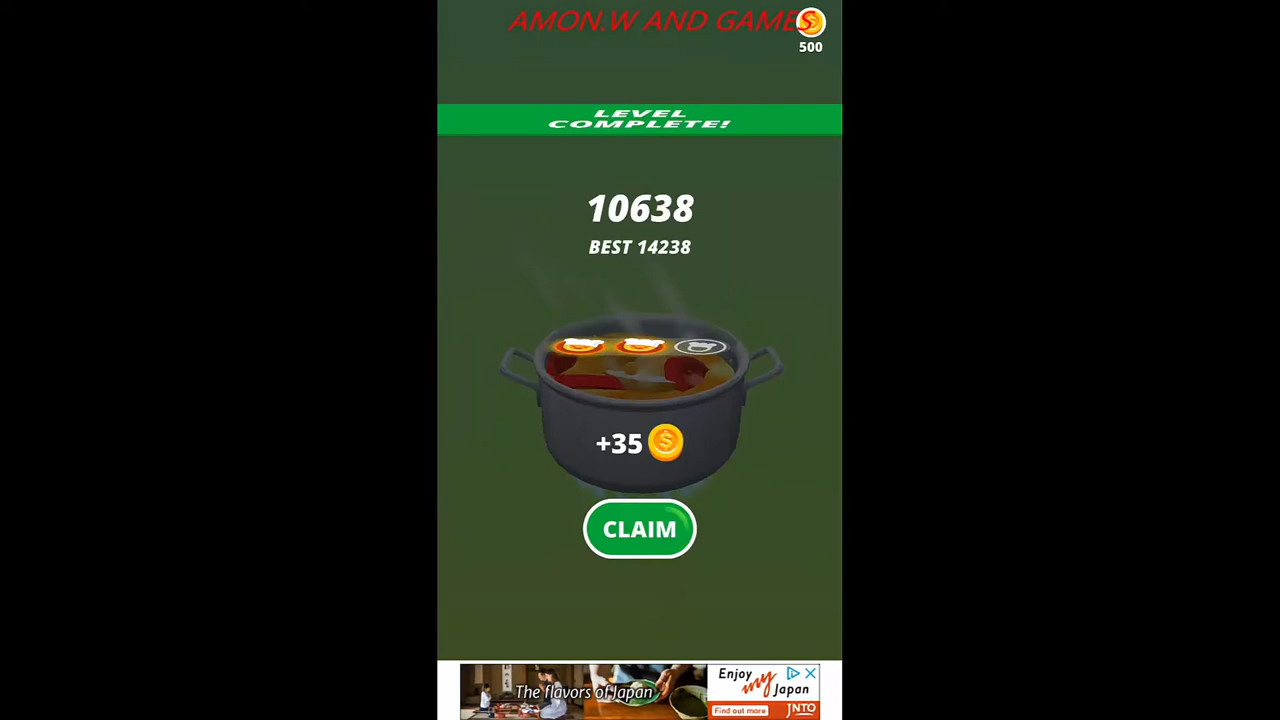 AMON.W AND GAMES
500
LEVEL
COMPLETE!
10638
BEST 14238
+35
CLAIM
The flavors of Japan
Enjoy
my
Japan
Find out more
JNTO